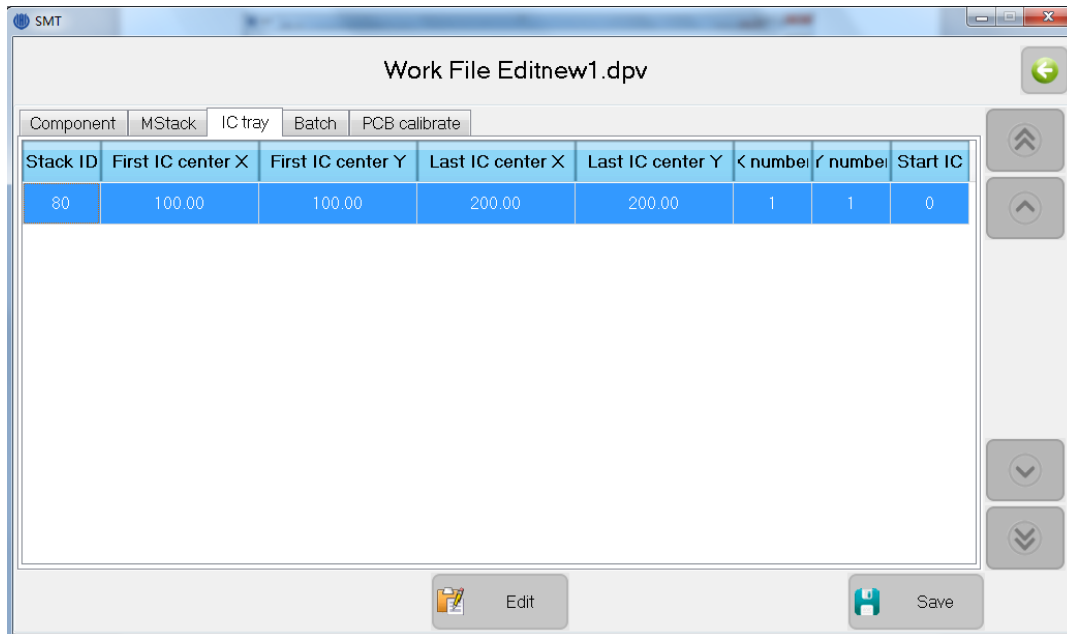 SMT
Work File Editnew1.dpv
Component MStack IC tray Batch PCB calibrate
Stack ID First IC center X First IC center Y Last IC center X Last IC center Y X number Y number Start IC
80 100.00 100.00 200.00 200.00 1 1 0
Edit Save